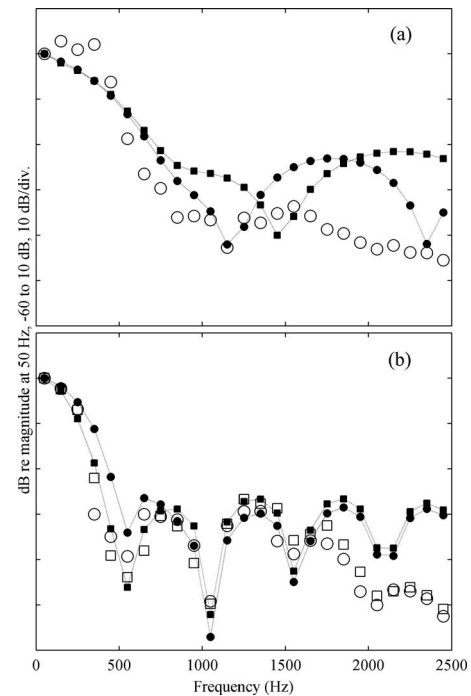 (a)
(b)
dB re magnitude at 50 Hz, -60 to 10 dB, 10 dB/div.
0 500 1000 1500 2000 2500
Frequency (Hz)